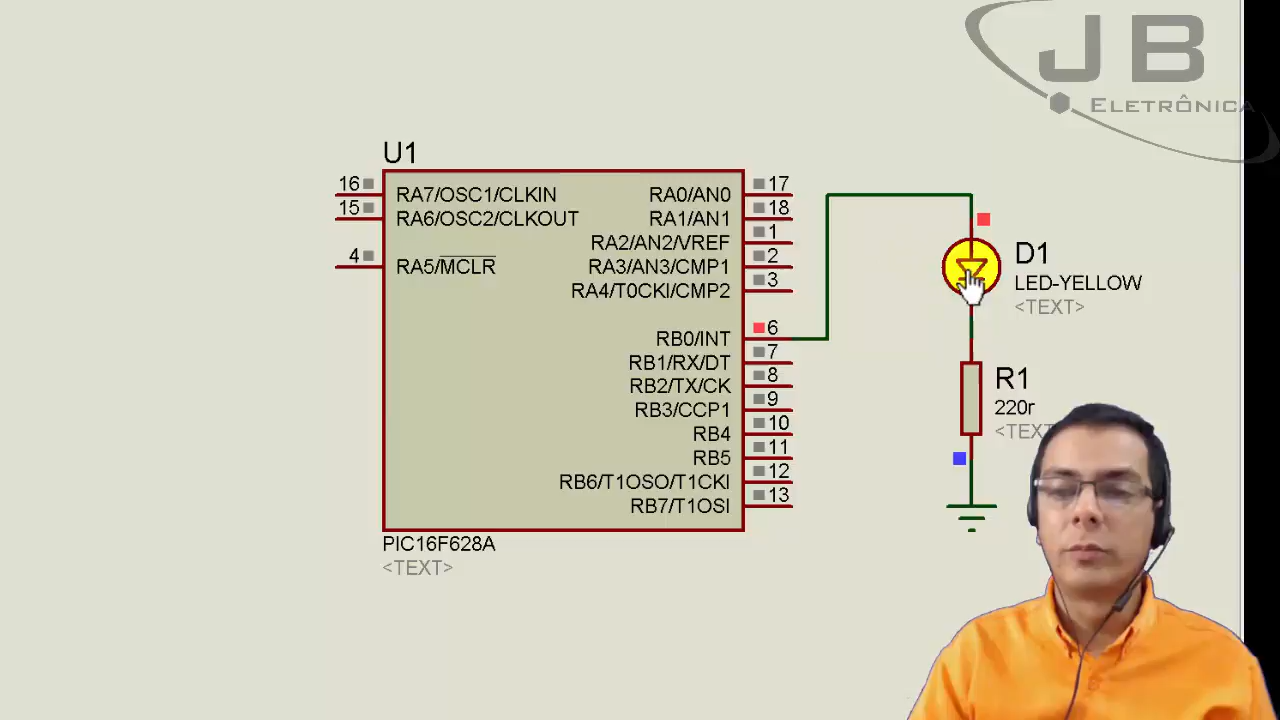 JB
ELETRÔNICA
U1
16 RA7/OSC1/CLKIN RA0/AN0 17
15 RA6/OSC2/CLKOUT RA1/AN1 18
RA2/AN2/VREF 1
4 RA5/MCLR RA3/AN3/CMP1 2
RA4/T0CKI/CMP2 3
RB0/INT 6
RB1/RX/DT 7
RB2/TX/CK 8
RB3/CCP1 9
RB4 10
RB5 11
RB6/T1OSO/T1CKI 12
RB7/T1OSI 13
PIC16F628A
<TEXT>
D1
LED-YELLOW
<TEXT>
R1
220r